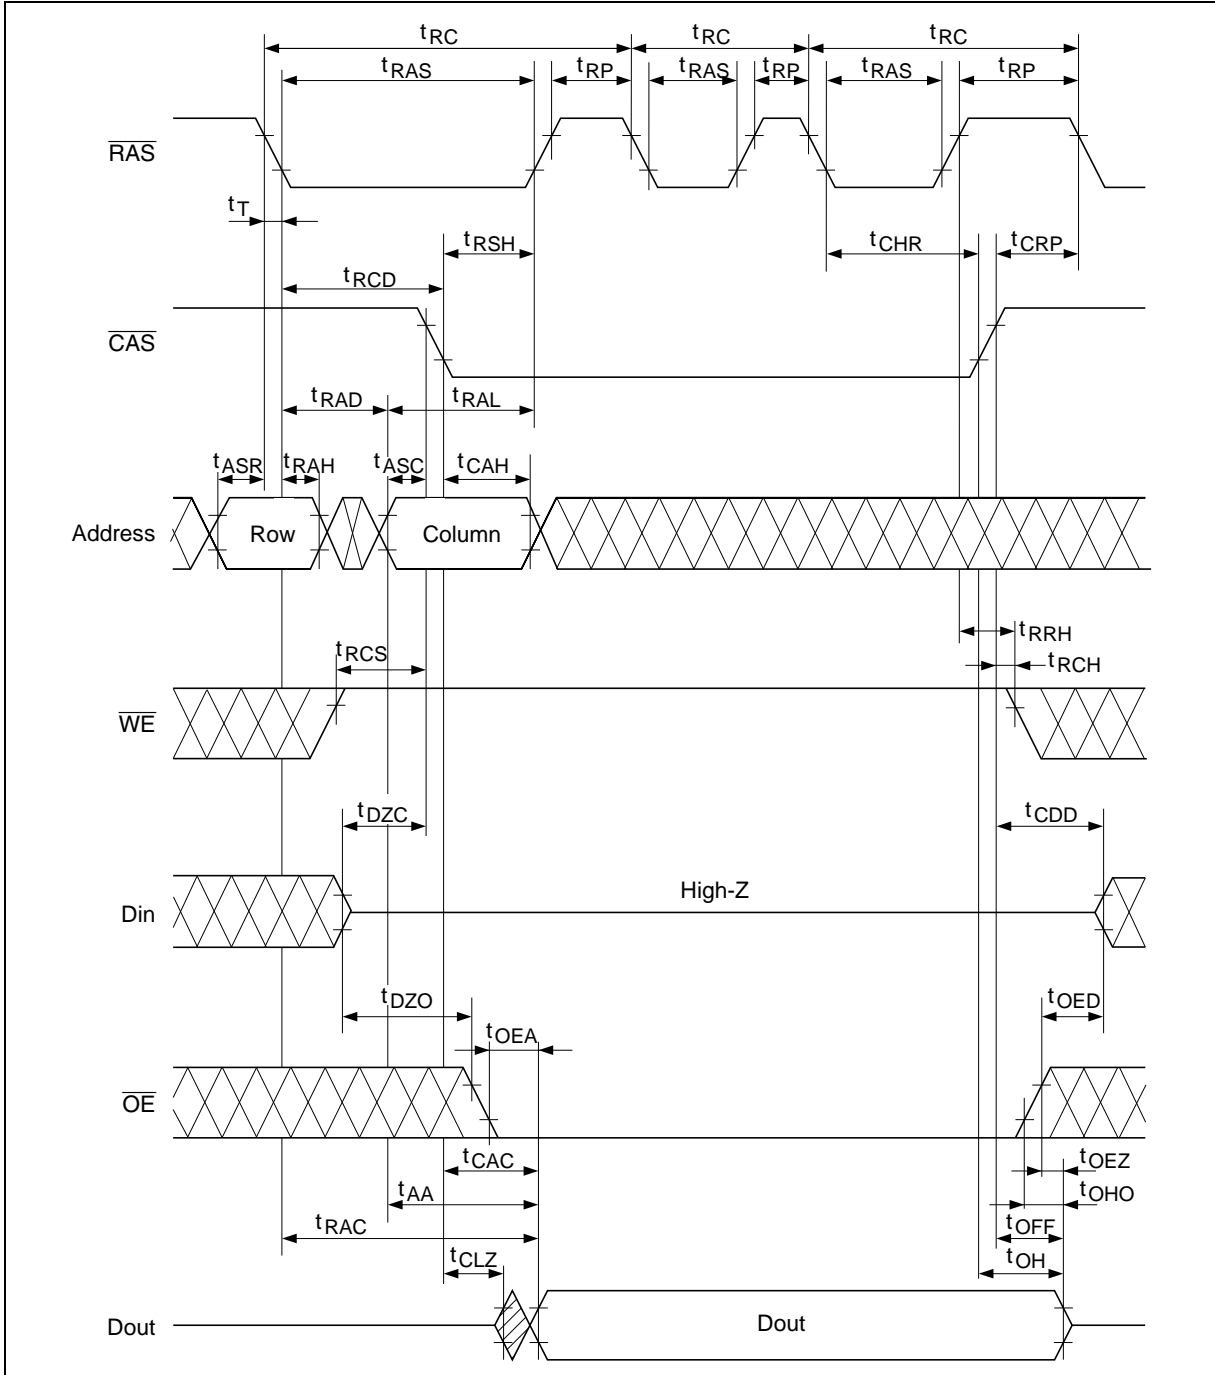 tRC tRC tRC
tRAS tRP tRAS tRP tRAS tRP
RAS
tT
tRSH tCHR tCRP
tRCD
CAS
tRAD tRAL
tASR tRAH tASC tCAH
Address Row Column
tRRH
tRCS tRCH
WE
tDZC tCDD
High-Z
Din
tDZO tOED
tOEA
OE
tCAC tOEZ
tAA tOHO
tRAC tOFF
tCLZ tOH
Dout Dout